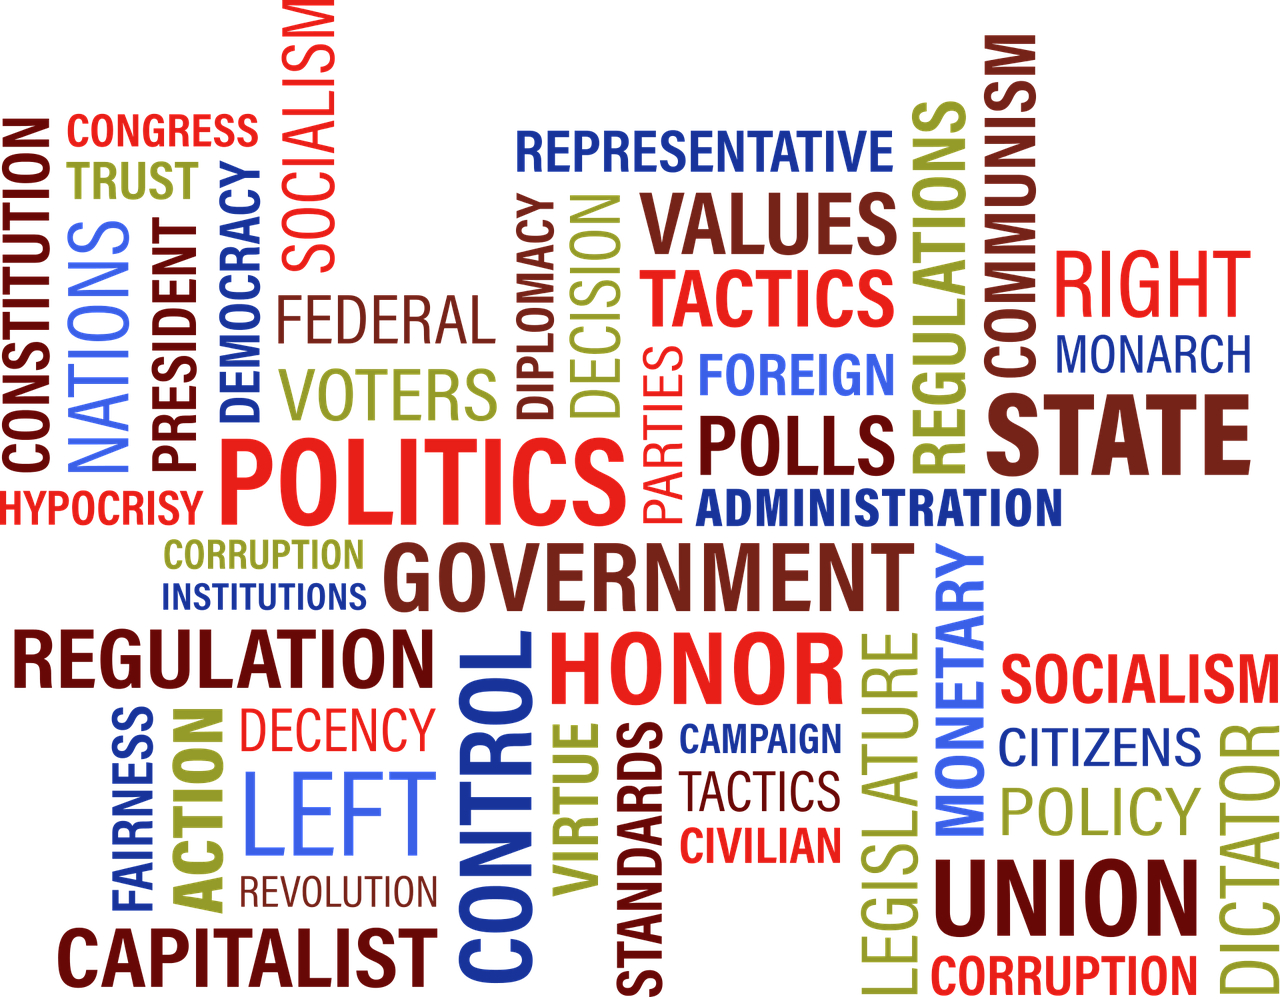 SOCIALISM
COMMUNISM
CONGRESS
CONSTITUTION
TRUST
DEMOCRACY
NATIONS
PRESIDENT
FEDERAL
VOTERS
REPRESENTATIVE
DIPLOMACY
DECISION
VALUES
TACTICS
REGULATIONS
RIGHT
MONARCH
FOREIGN
PARTIES
POLLS
STATE
POLITICS
HYPOCRISY
ADMINISTRATION
CORRUPTION
INSTITUTIONS
GOVERNMENT
MONETARY
REGULATION
CONTROL
HONOR
LEGISLATURE
SOCIALISM
FAIRNESS
ACTION
DECENCY
LEFT
REVOLUTION
CAPITALIST
VIRTUE
STANDARDS
CAMPAIGN
TACTICS
CIVILIAN
CITIZENS
POLICY
DICTATOR
UNION
CORRUPTION